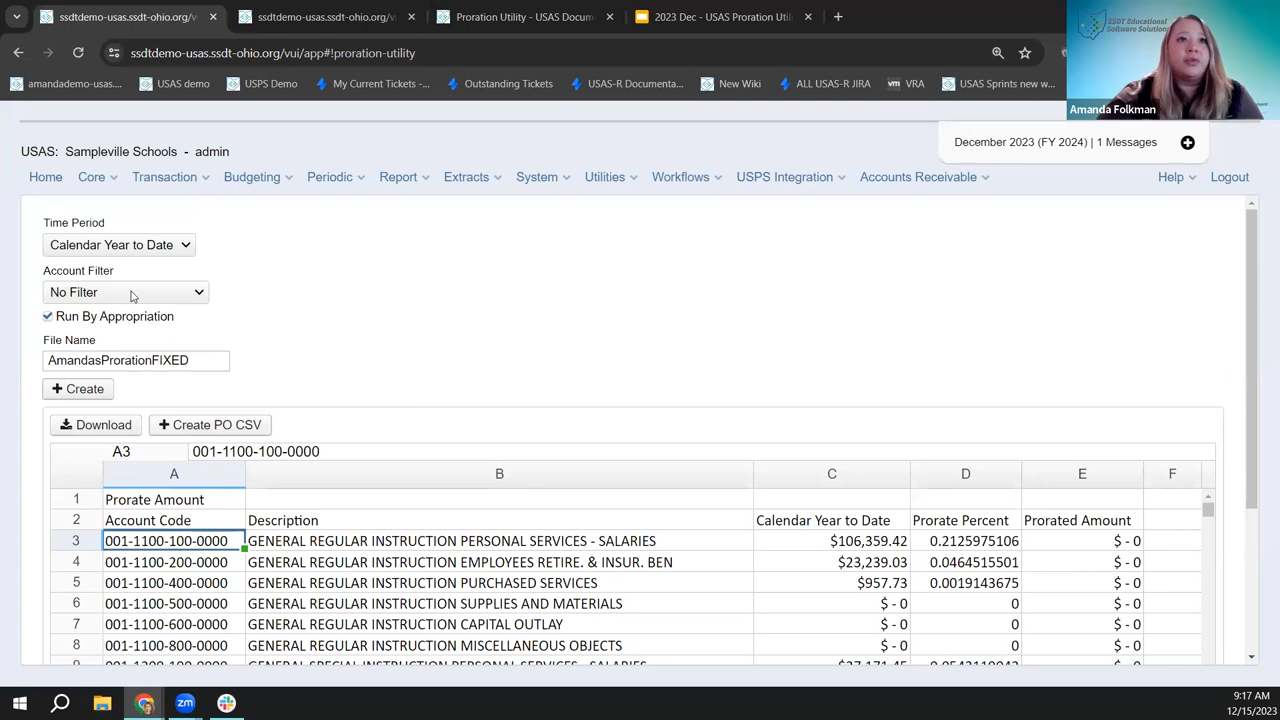 ssdtdemo-usas.ssdt-ohio.org/v
ssdtdemo-usas.ssdt-ohio.org/v
Proration Utility - USAS Docum
2023 Dec - USAS Proration Util
ssdtdemo-usas.ssdt-ohio.org/vui/app#!proration-utility
amandademo-usas....
USAS demo
USPS Demo
My Current Tickets -...
Outstanding Tickets
USAS-R Documenta...
New Wiki
ALL USAS-R JIRA
vm VRA
USAS Sprints new w...
SSDT Educational
Software Solutions
Amanda Folkman
USAS: Sampleville Schools - admin
December 2023 (FY 2024) | 1 Messages
Home Core Transaction Budgeting Periodic Report Extracts System Utilities Workflows USPS Integration Accounts Receivable Help Logout
Time Period
Calendar Year to Date
Account Filter
No Filter
Run By Appropriation
File Name
AmandasProrationFIXED
Create
Download Create PO CSV
A3 001-1100-100-0000
A B C D E F
1 Prorate Amount
2 Account Code Description Calendar Year to Date Prorate Percent Prorated Amount
3 001-1100-100-0000 GENERAL REGULAR INSTRUCTION PERSONAL SERVICES - SALARIES $106,359.42 0.2125975106 $ - 0
4 001-1100-200-0000 GENERAL REGULAR INSTRUCTION EMPLOYEES RETIRE. & INSUR. BEN $23,239.03 0.0464515501 $ - 0
5 001-1100-400-0000 GENERAL REGULAR INSTRUCTION PURCHASED SERVICES $957.73 0.0019143675 $ - 0
6 001-1100-500-0000 GENERAL REGULAR INSTRUCTION SUPPLIES AND MATERIALS $ - 0 0 $ - 0
7 001-1100-600-0000 GENERAL REGULAR INSTRUCTION CAPITAL OUTLAY $ - 0 0 $ - 0
8 001-1100-800-0000 GENERAL REGULAR INSTRUCTION MISCELLANEOUS OBJECTS $ - 0 0 $ - 0
9:17 AM
12/15/2023